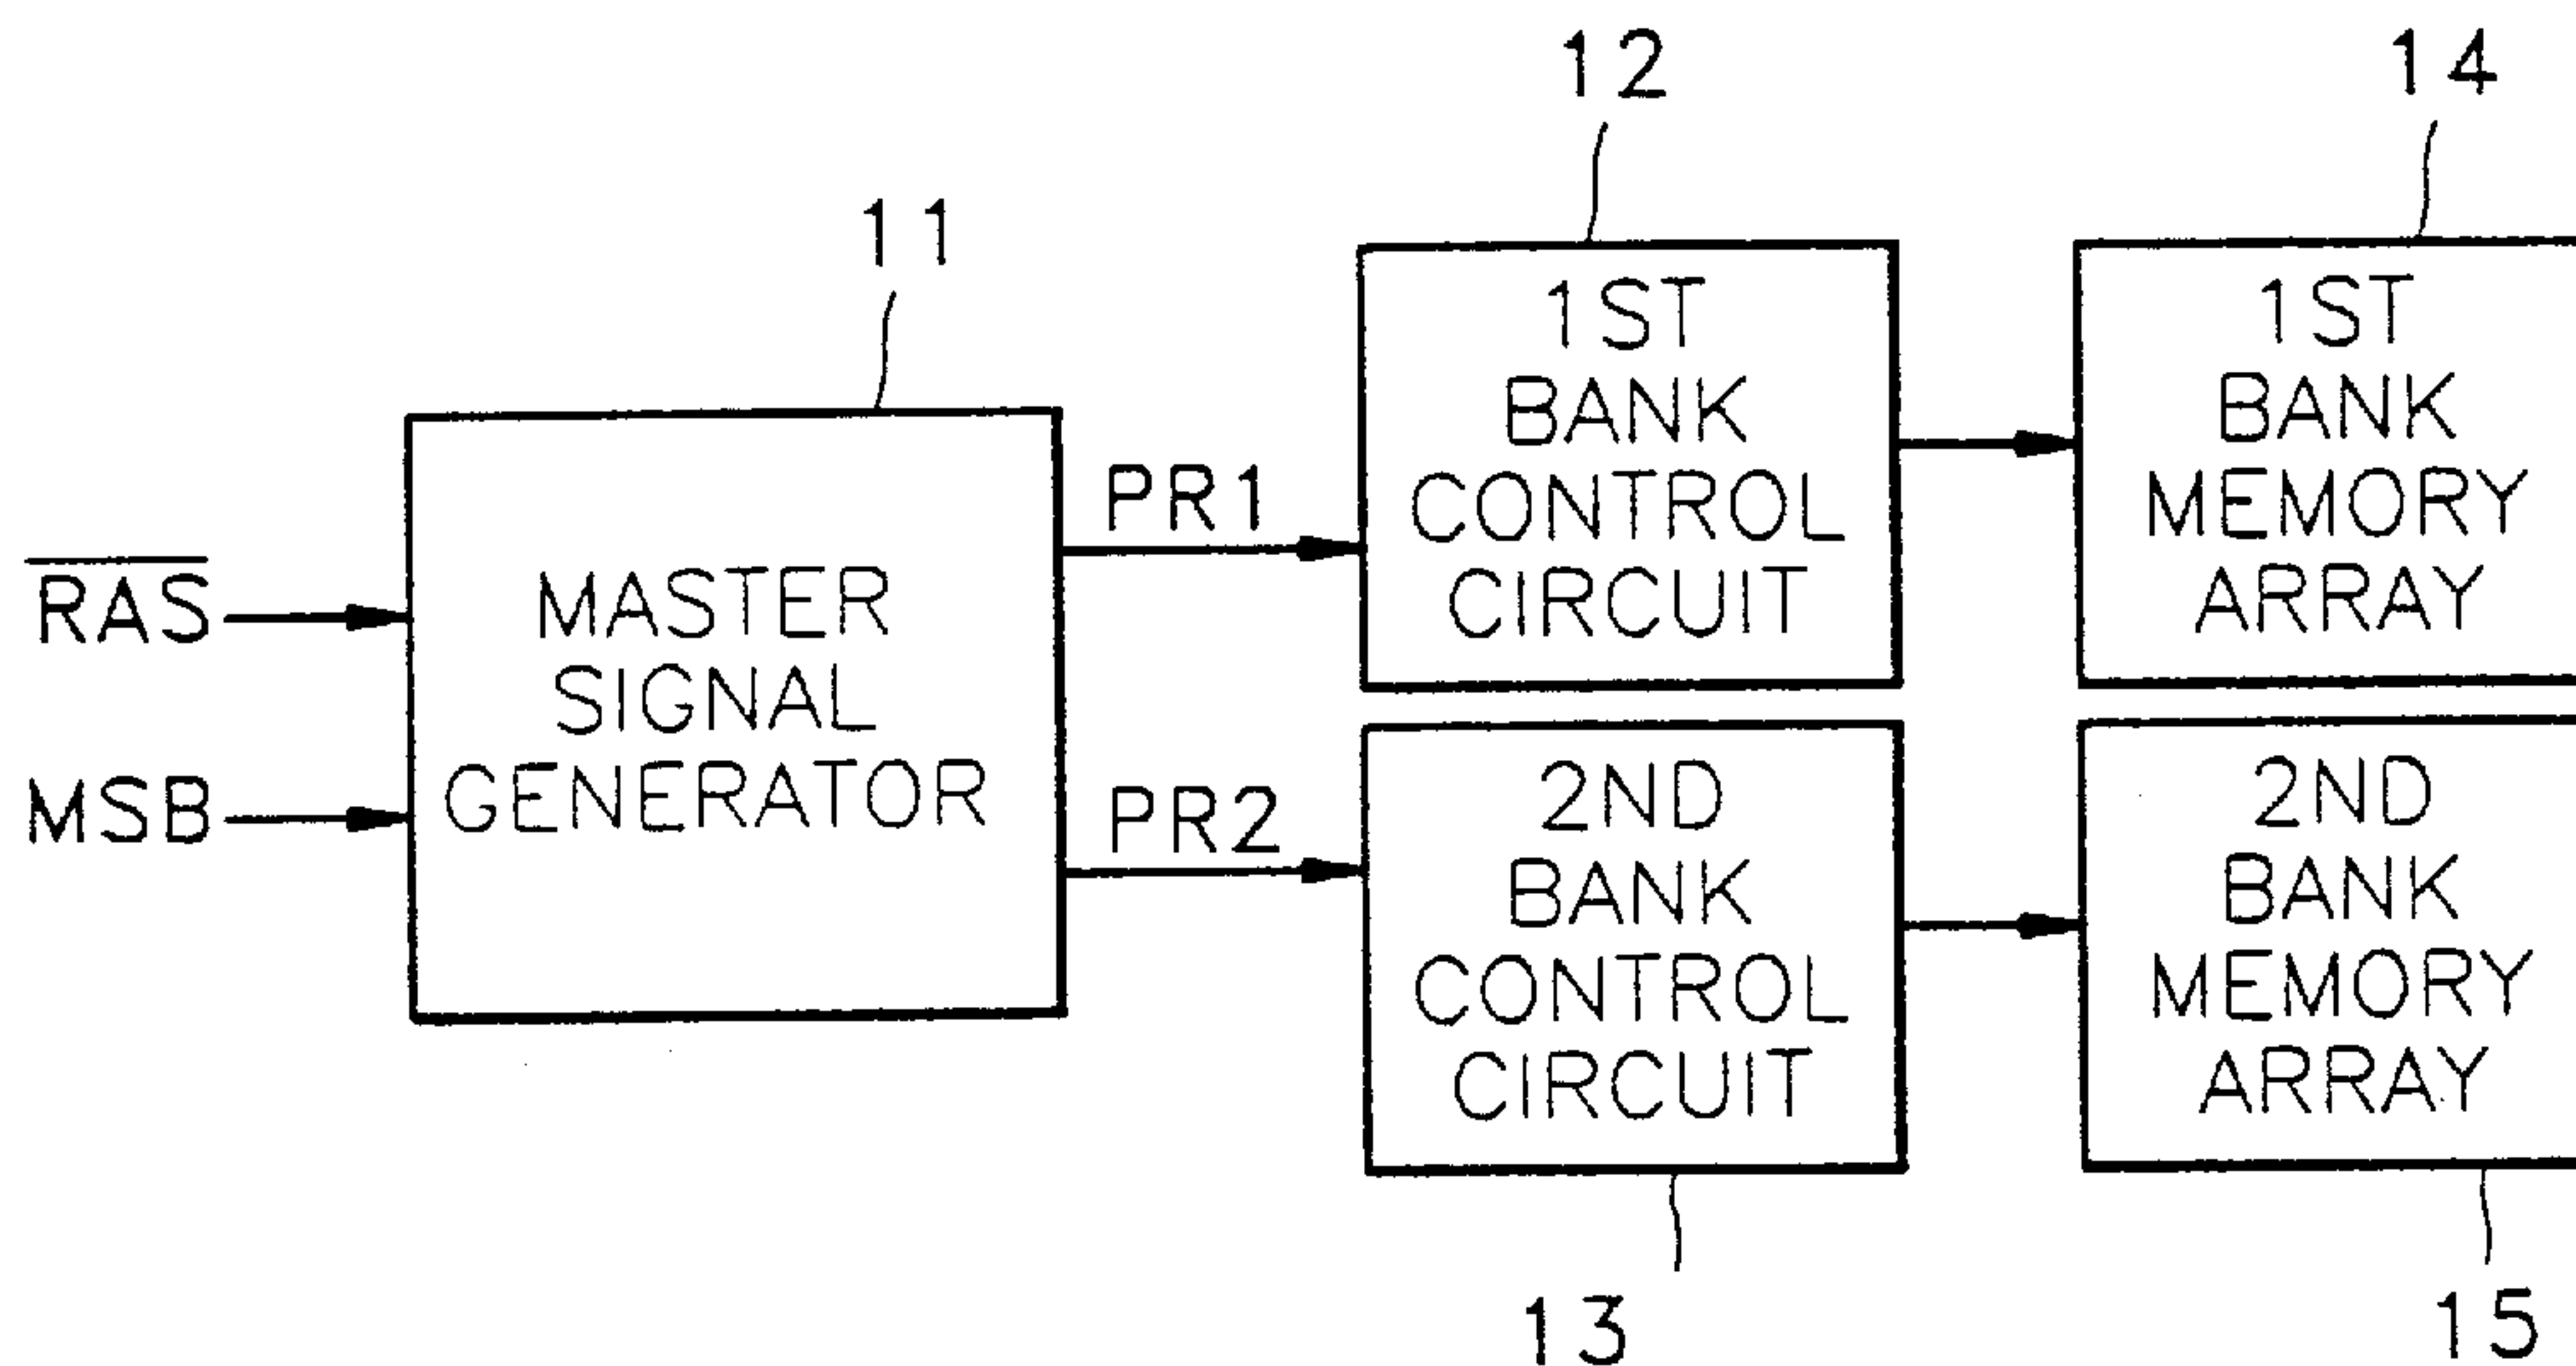 12
14
11
1ST
BANK
CONTROL
CIRCUIT
1ST
BANK
MEMORY
ARRAY
PR1
R̅A̅S̅
MSB
MASTER
SIGNAL
GENERATOR
PR2
2ND
BANK
CONTROL
CIRCUIT
2ND
BANK
MEMORY
ARRAY
13
15